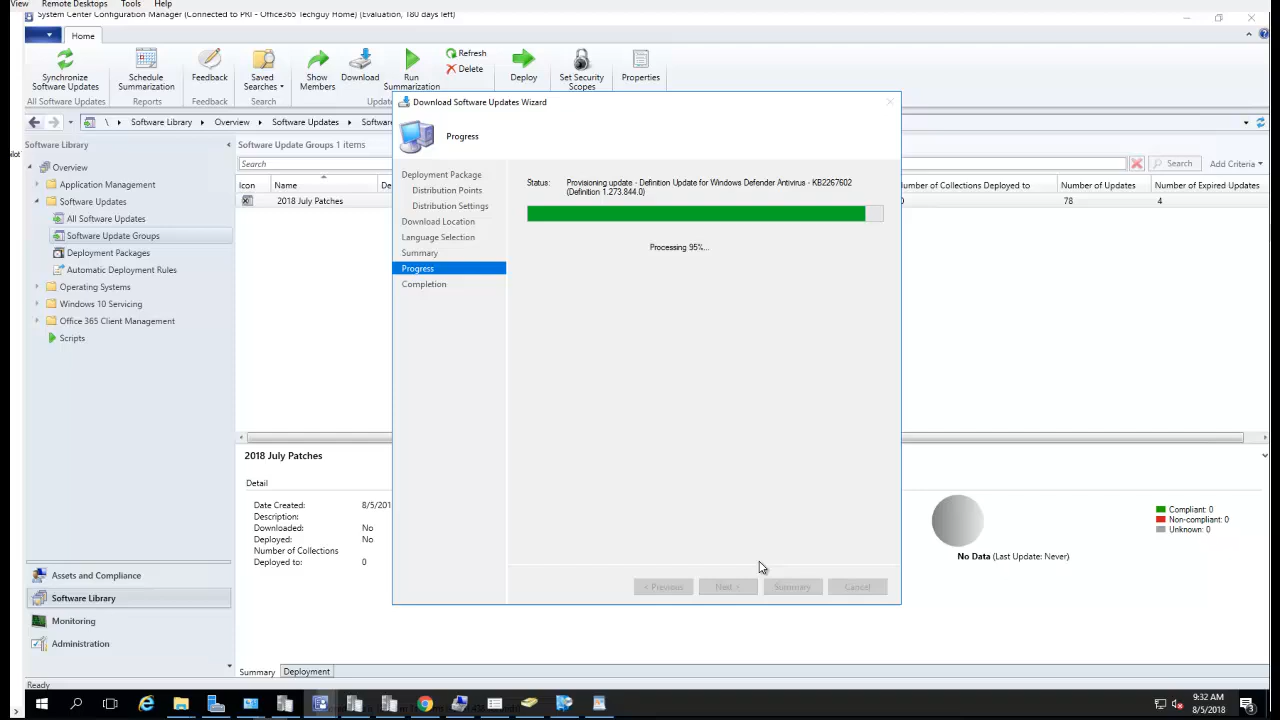 View Remote Desktops Tools Help
System Center Configuration Manager (Connected to PRI - Office365 Techguy Home) (Evaluation, 180 days left)
Home
Synchronize Software Updates
Schedule Summarization
Feedback
Saved Searches
Show Members
Download
Run Summarization
Refresh
Delete
Deploy
Set Security Scopes
Properties
All Software Updates
Reports
Feedback
Search
\ Software Library Overview Software Updates
Software Library
Overview
Application Management
Software Updates
All Software Updates
Software Update Groups
Deployment Packages
Automatic Deployment Rules
Operating Systems
Windows 10 Servicing
Office 365 Client Management
Scripts
Assets and Compliance
Software Library
Monitoring
Administration
Ready
Software Update Groups 1 items
Search
Search
Add Criteria
Icon Name
Number of Updates Number of Expired Updates
2018 July Patches
78 4
Download Software Updates Wizard
Progress
Deployment Package
Distribution Points
Distribution Settings
Download Location
Language Selection
Summary
Progress
Completion
Status: Provisioning update - Definition Update for Windows Defender Antivirus - KB2267602
(Definition 1.273.844.0)
Processing 95%...
< Previous Next > Summary Cancel
2018 July Patches
Detail
Date Created:
Description:
Downloaded: No
Deployed: No
Number of Collections
Deployed to: 0
Compliant: 0
Non-compliant: 0
Unknown: 0
No Data (Last Update: Never)
Summary Deployment
9:32 AM
8/5/2018